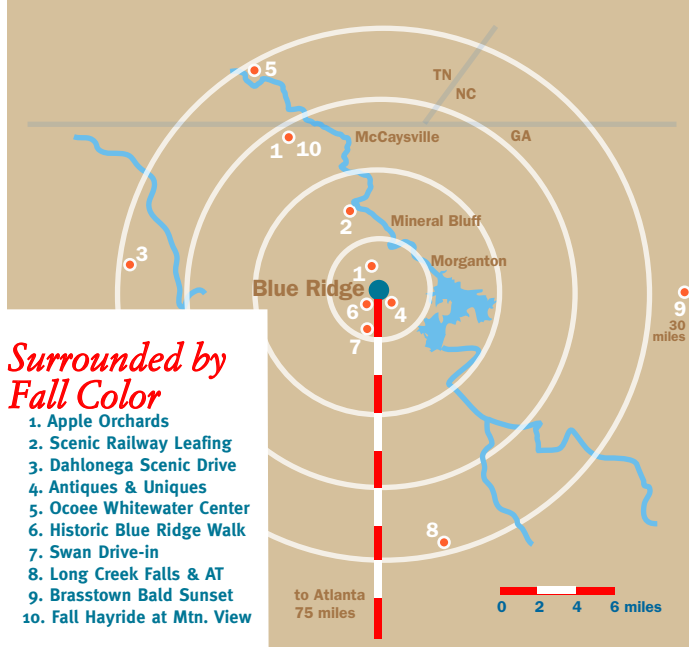 5
TN
NC
McCaysville
GA
1 10
2
Mineral Bluff
3
1
Morganton
Blue Ridge
6
4
9
30
miles
7
Surrounded by
Fall Color
1. Apple Orchards
2. Scenic Railway Leafing
3. Dahlonega Scenic Drive
4. Antiques & Uniques
5. Ocoee Whitewater Center
6. Historic Blue Ridge Walk
7. Swan Drive-in
8. Long Creek Falls & AT
9. Brasstown Bald Sunset
10. Fall Hayride at Mtn. View
8
to Atlanta
75 miles
0 2 4 6 miles